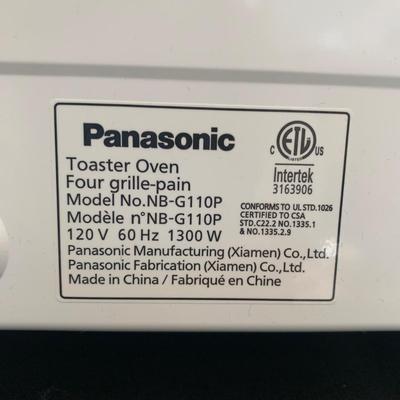 Panasonic
Toaster Oven
Four grille-pain
Model No.NB-G110P
Modèle n°NB-G110P
120 V 60 Hz 1300 W
Panasonic Manufacturing (Xiamen) Co.,Ltd.
Panasonic Fabrication (Xiamen) Co.,Ltd.
Made in China / Fabriqué en Chine
C ETL US
LISTED
Intertek
3163906
CONFORMS TO UL STD.1026
CERTIFIED TO CSA
STD.C22.2 NO.1335.1
& NO.1335.2.9